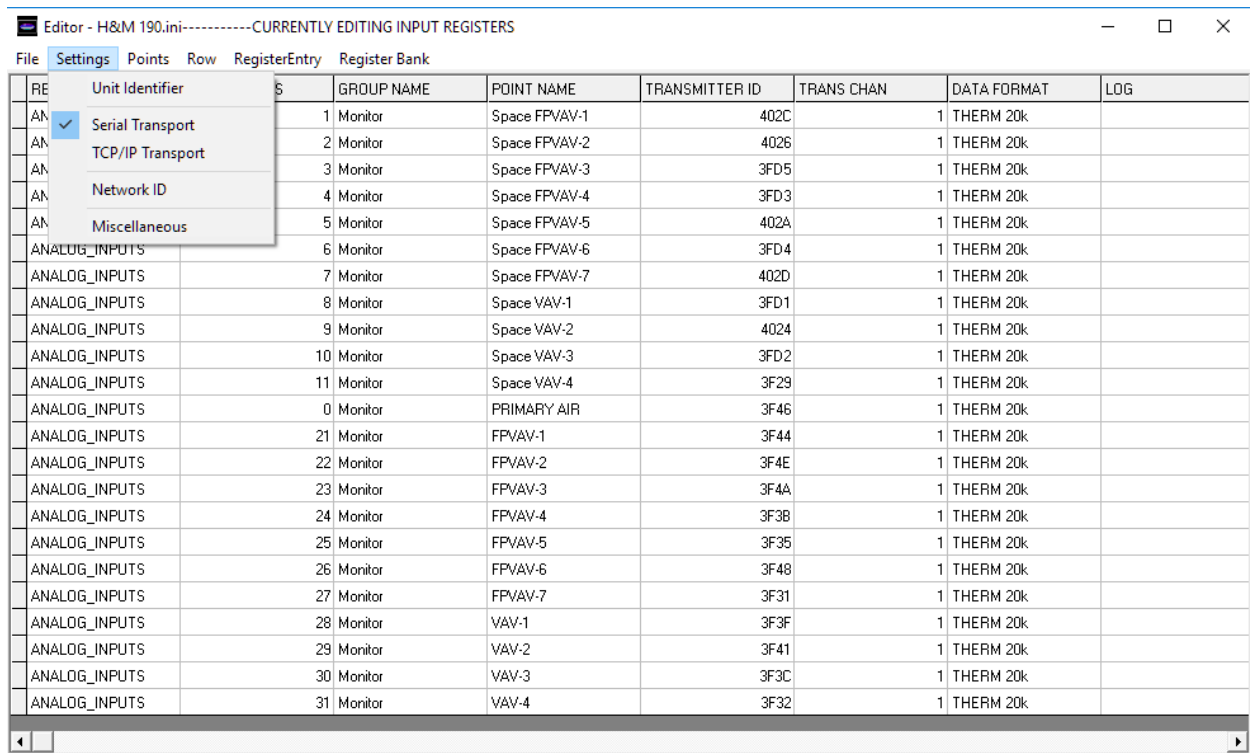 Editor - H&M 190.ini-----------CURRENTLY EDITING INPUT REGISTERS
File Settings Points Row RegisterEntry Register Bank
RE S GROUP NAME POINT NAME TRANSMITTER ID TRANS CHAN DATA FORMAT LOG
Unit Identifier
Serial Transport
TCP/IP Transport
Network ID
Miscellaneous
AN 1 Monitor Space FPVAV-1 402C 1 THERM 20k
AN 2 Monitor Space FPVAV-2 4026 1 THERM 20k
AN 3 Monitor Space FPVAV-3 3FD5 1 THERM 20k
AN 4 Monitor Space FPVAV-4 3FD3 1 THERM 20k
AN 5 Monitor Space FPVAV-5 402A 1 THERM 20k
ANALOG_INPUTS 6 Monitor Space FPVAV-6 3FD4 1 THERM 20k
ANALOG_INPUTS 7 Monitor Space FPVAV-7 402D 1 THERM 20k
ANALOG_INPUTS 8 Monitor Space VAV-1 3FD1 1 THERM 20k
ANALOG_INPUTS 9 Monitor Space VAV-2 4024 1 THERM 20k
ANALOG_INPUTS 10 Monitor Space VAV-3 3FD2 1 THERM 20k
ANALOG_INPUTS 11 Monitor Space VAV-4 3F29 1 THERM 20k
ANALOG_INPUTS 0 Monitor PRIMARY AIR 3F46 1 THERM 20k
ANALOG_INPUTS 21 Monitor FPVAV-1 3F44 1 THERM 20k
ANALOG_INPUTS 22 Monitor FPVAV-2 3F4E 1 THERM 20k
ANALOG_INPUTS 23 Monitor FPVAV-3 3F4A 1 THERM 20k
ANALOG_INPUTS 24 Monitor FPVAV-4 3F3B 1 THERM 20k
ANALOG_INPUTS 25 Monitor FPVAV-5 3F35 1 THERM 20k
ANALOG_INPUTS 26 Monitor FPVAV-6 3F48 1 THERM 20k
ANALOG_INPUTS 27 Monitor FPVAV-7 3F31 1 THERM 20k
ANALOG_INPUTS 28 Monitor VAV-1 3F3F 1 THERM 20k
ANALOG_INPUTS 29 Monitor VAV-2 3F41 1 THERM 20k
ANALOG_INPUTS 30 Monitor VAV-3 3F3C 1 THERM 20k
ANALOG_INPUTS 31 Monitor VAV-4 3F32 1 THERM 20k